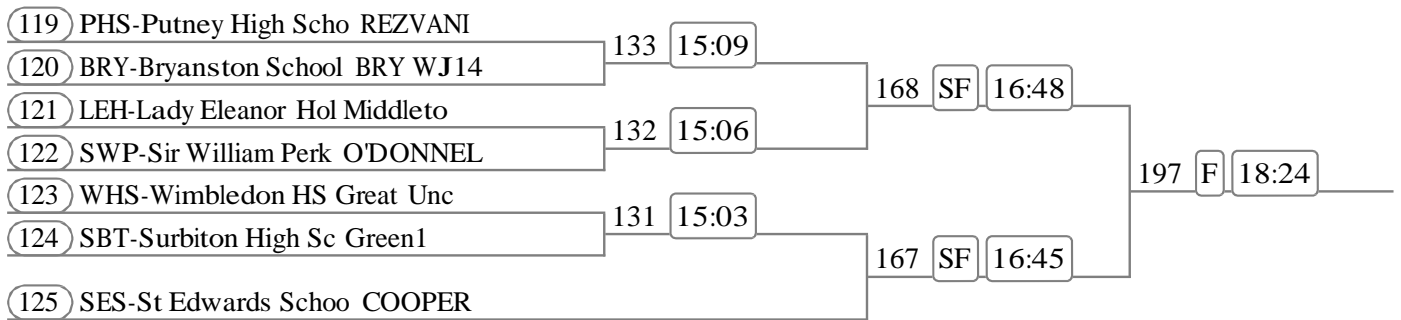 119 PHS-Putney High Scho REZVANI
133 15:09
120 BRY-Bryanston School BRY WJ14
168 SF 16:48
121 LEH-Lady Eleanor Hol Middleto
132 15:06
122 SWP-Sir William Perk O'DONNEL
197 F 18:24
123 WHS-Wimbledon HS Great Unc
131 15:03
124 SBT-Surbiton High Sc Green1
167 SF 16:45
125 SES-St Edwards Schoo COOPER